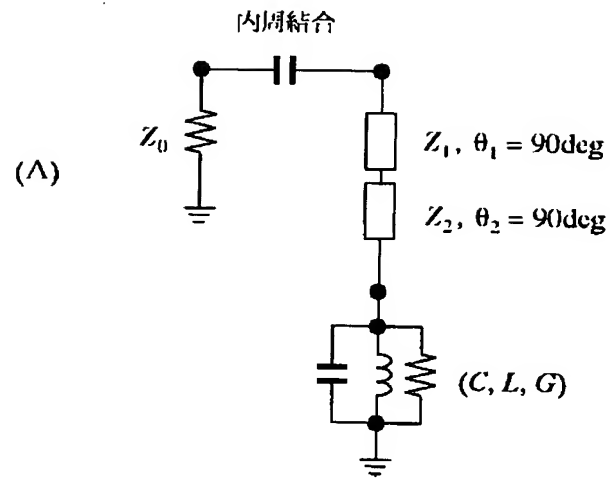 内周結合
Z₀
(A)
Z₁, θ₁ = 90deg
Z₂, θ₂ = 90deg
(C, L, G)